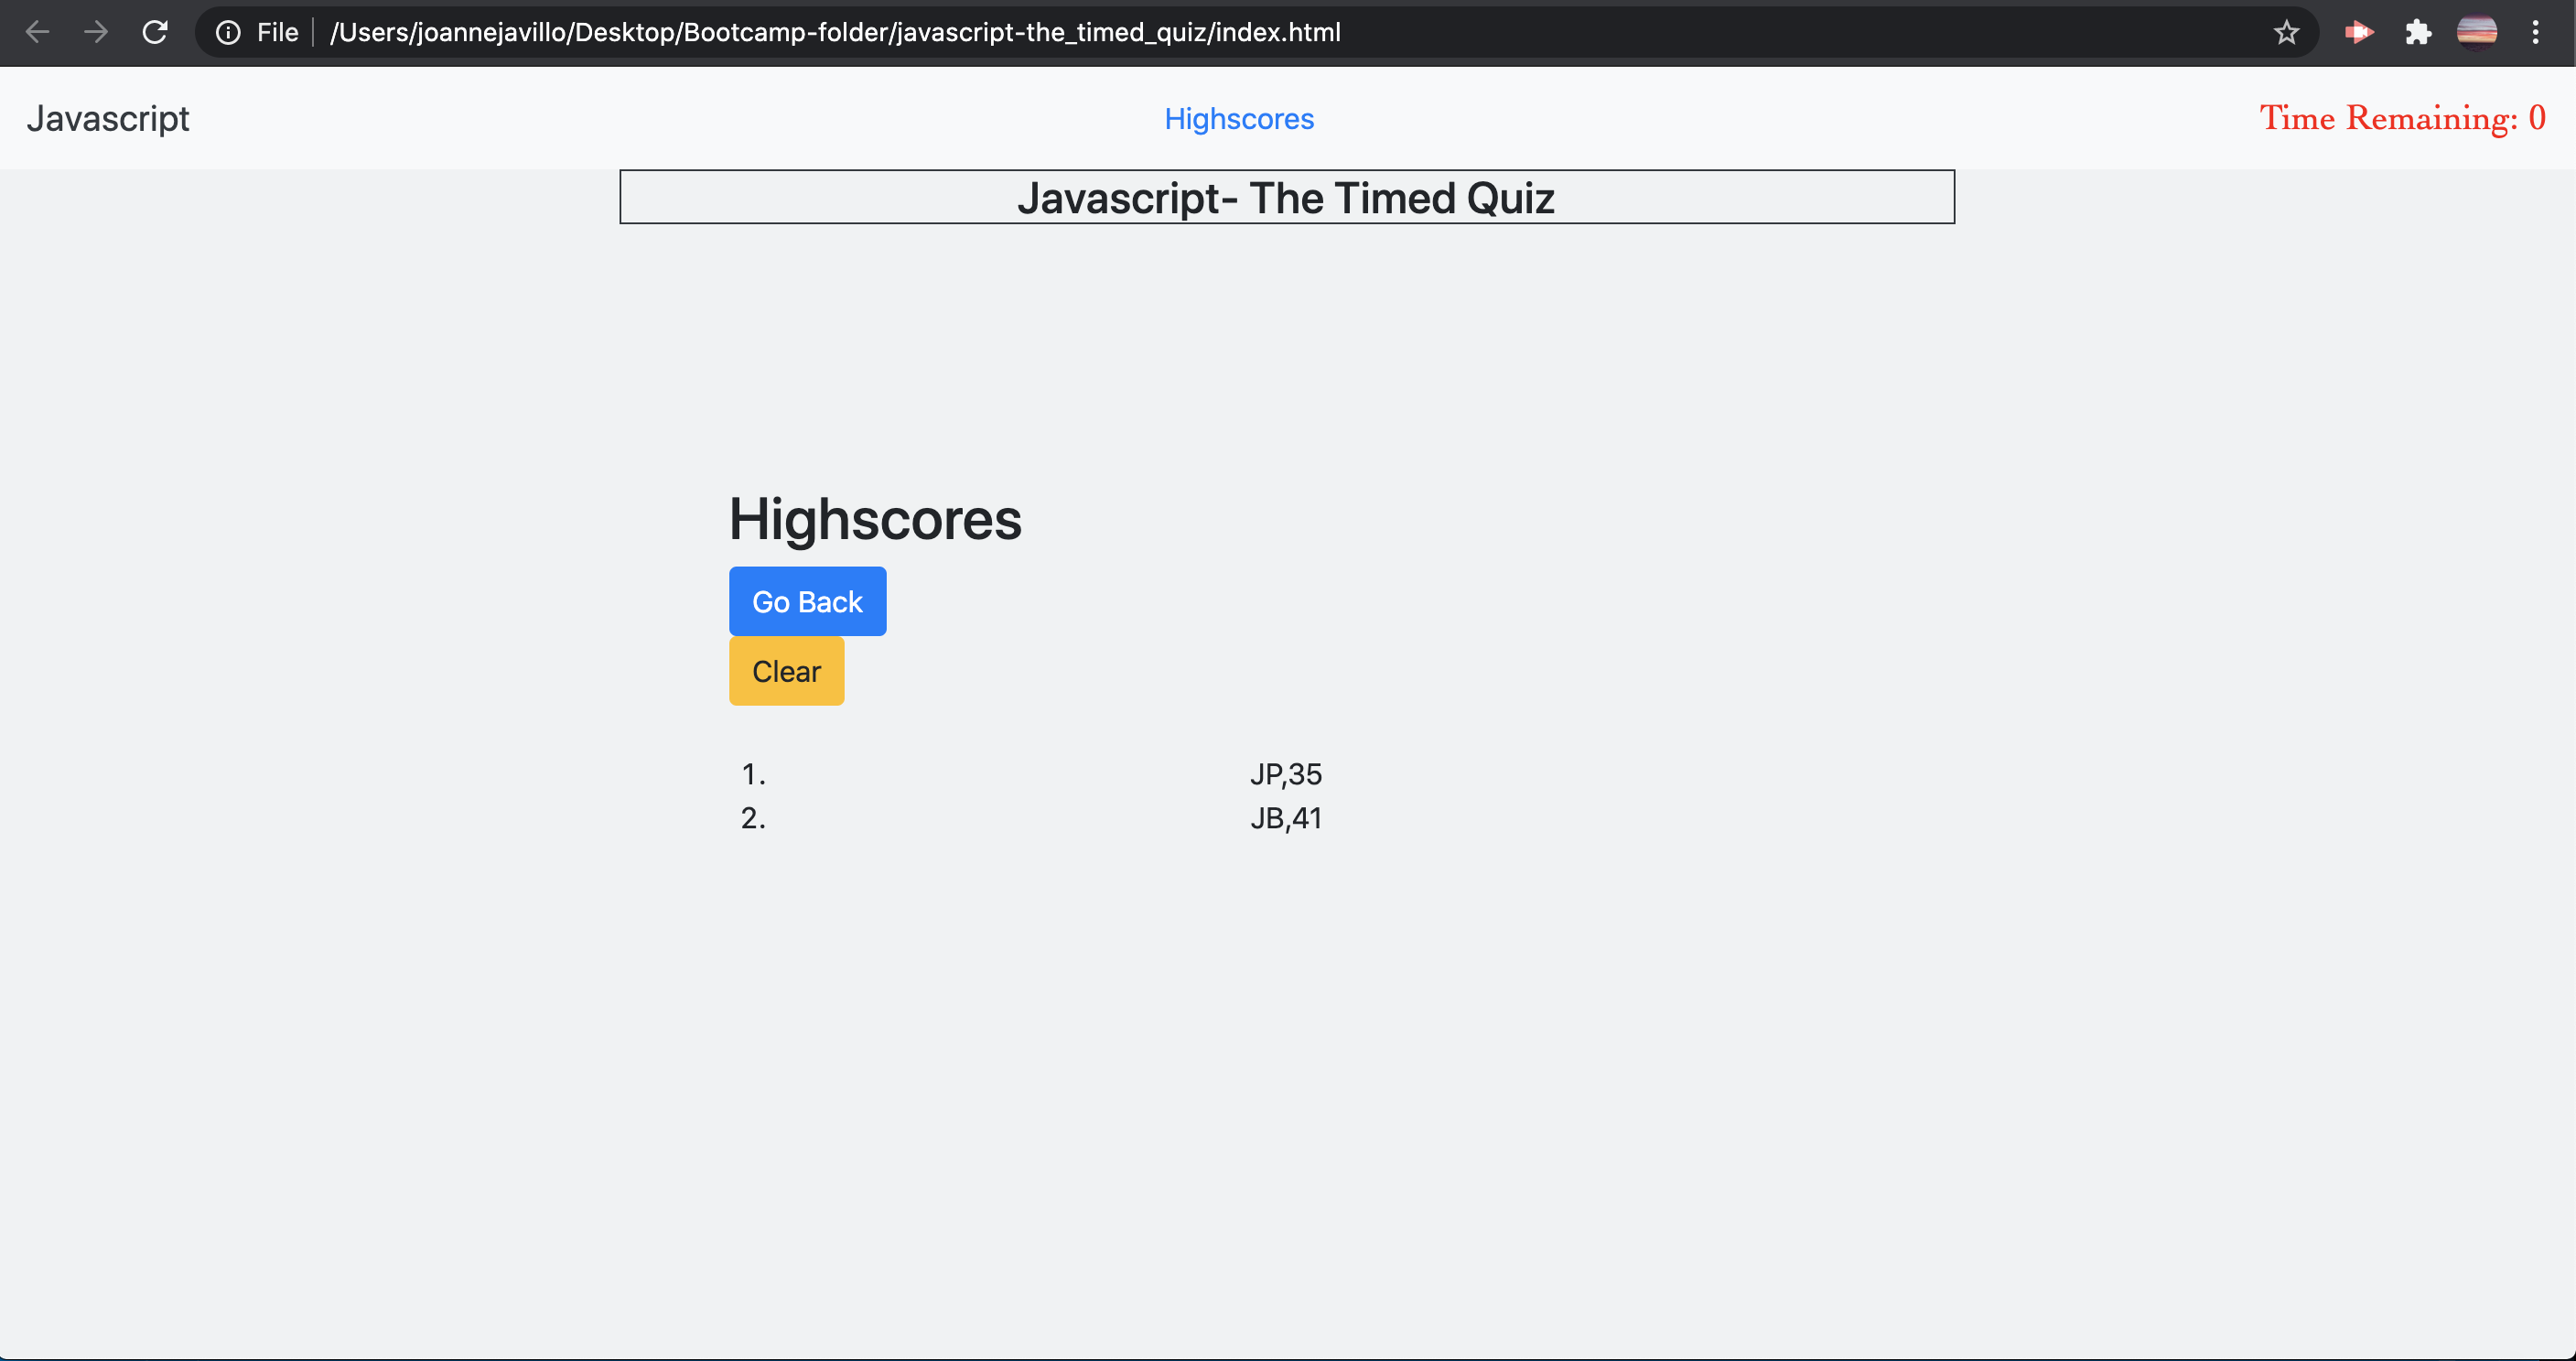 File /Users/joannejavillo/Desktop/Bootcamp-folder/javascript-the_timed_quiz/index.html
Javascript Highscores Time Remaining: 0
Javascript- The Timed Quiz
Highscores
Go Back
Clear
1. JP,35
2. JB,41